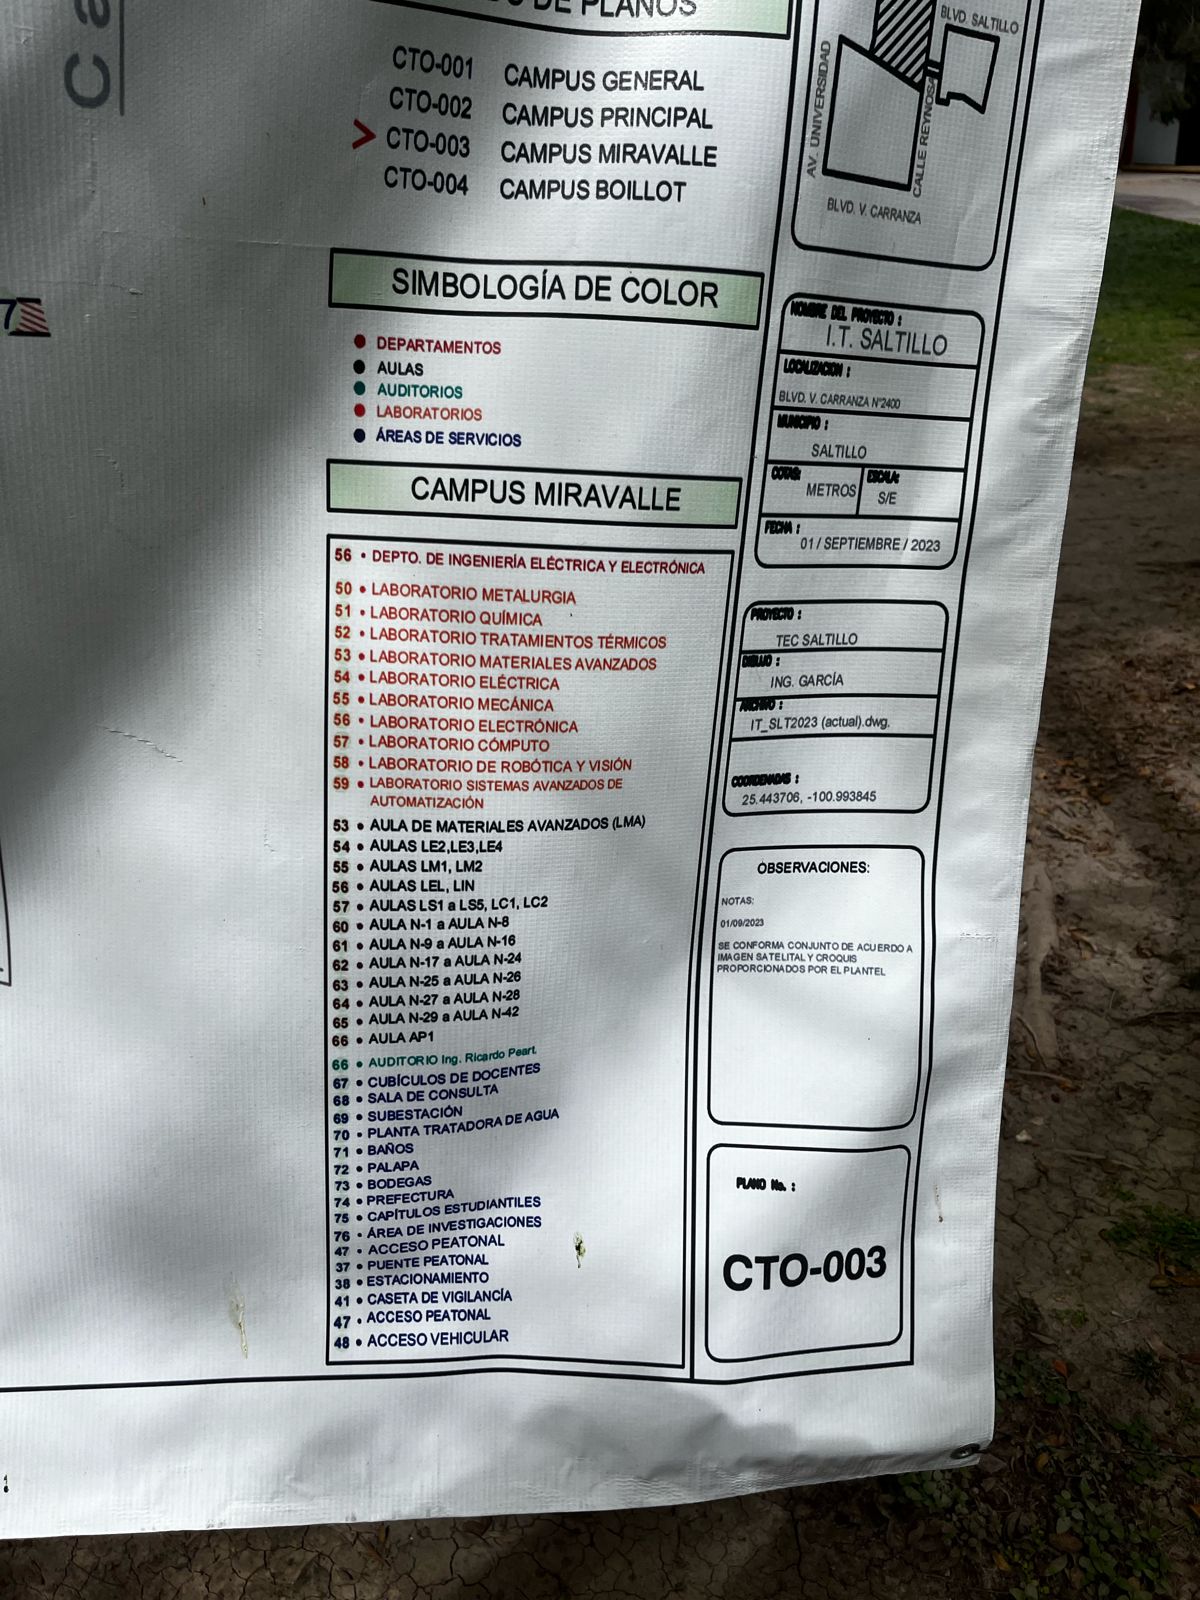 DE PLANOS
CTO-001 CAMPUS GENERAL
CTO-002 CAMPUS PRINCIPAL
> CTO-003 CAMPUS MIRAVALLE
CTO-004 CAMPUS BOILLOT
SIMBOLOGÍA DE COLOR
• DEPARTAMENTOS
• AULAS
• AUDITORIOS
• LABORATORIOS
• ÁREAS DE SERVICIOS
CAMPUS MIRAVALLE
56 • DEPTO. DE INGENIERÍA ELÉCTRICA Y ELECTRÓNICA
50 • LABORATORIO METALURGIA
51 • LABORATORIO QUÍMICA
52 • LABORATORIO TRATAMIENTOS TÉRMICOS
53 • LABORATORIO MATERIALES AVANZADOS
54 • LABORATORIO ELÉCTRICA
55 • LABORATORIO MECÁNICA
56 • LABORATORIO ELECTRÓNICA
57 • LABORATORIO CÓMPUTO
58 • LABORATORIO DE ROBÓTICA Y VISIÓN
59 • LABORATORIO SISTEMAS AVANZADOS DE
AUTOMATIZACIÓN
53 • AULA DE MATERIALES AVANZADOS (LMA)
54 • AULAS LE2,LE3,LE4
55 • AULAS LM1, LM2
56 • AULAS LEL, LIN
57 • AULAS LS1 a LS5, LC1, LC2
60 • AULA N-1 a AULA N-8
61 • AULA N-9 a AULA N-16
62 • AULA N-17 a AULA N-24
63 • AULA N-25 a AULA N-26
64 • AULA N-27 a AULA N-28
65 • AULA N-29 a AULA N-42
66 • AULA AP1
66 • AUDITORIO Ing. Ricardo Peart.
67 • CUBÍCULOS DE DOCENTES
68 • SALA DE CONSULTA
69 • SUBESTACIÓN
70 • PLANTA TRATADORA DE AGUA
71 • BAÑOS
72 • PALAPA
73 • BODEGAS
74 • PREFECTURA
75 • CAPÍTULOS ESTUDIANTILES
76 • ÁREA DE INVESTIGACIONES
47 • ACCESO PEATONAL
37 • PUENTE PEATONAL
38 • ESTACIONAMIENTO
41 • CASETA DE VIGILANCÍA
47 • ACCESO PEATONAL
48 • ACCESO VEHICULAR
BLVD. SALTILLO
AV. UNIVERSIDAD
CALLE REYNOSA
BLVD. V. CARRANZA
NOMBRE DEL PROYECTO :
I.T. SALTILLO
LOCALIZACION :
BLVD. V. CARRANZA N°2400
MUNICIPIO :
SALTILLO
COTAS: ESCALA:
METROS S/E
FECHA :
01 / SEPTIEMBRE / 2023
PROYECTO :
TEC SALTILLO
DIBUJO :
ING. GARCÍA
ARCHIVO :
IT_SLT2023 (actual).dwg.
COORDENADAS :
25.443706, -100.993845
OBSERVACIONES:
NOTAS:
01/09/2023
SE CONFORMA CONJUNTO DE ACUERDO A
IMAGEN SATELITAL Y CROQUIS
PROPORCIONADOS POR EL PLANTEL
PLANO No. :
CTO-003